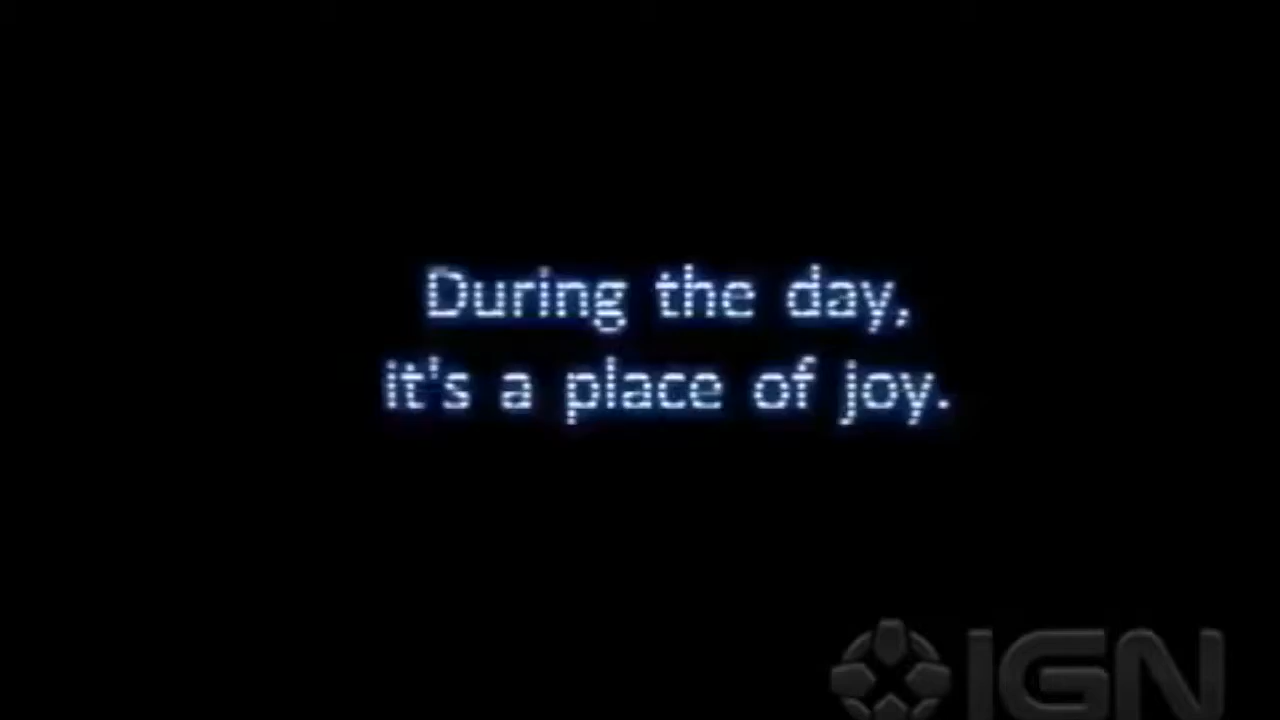 During the day,
it's a place of joy.
IGN